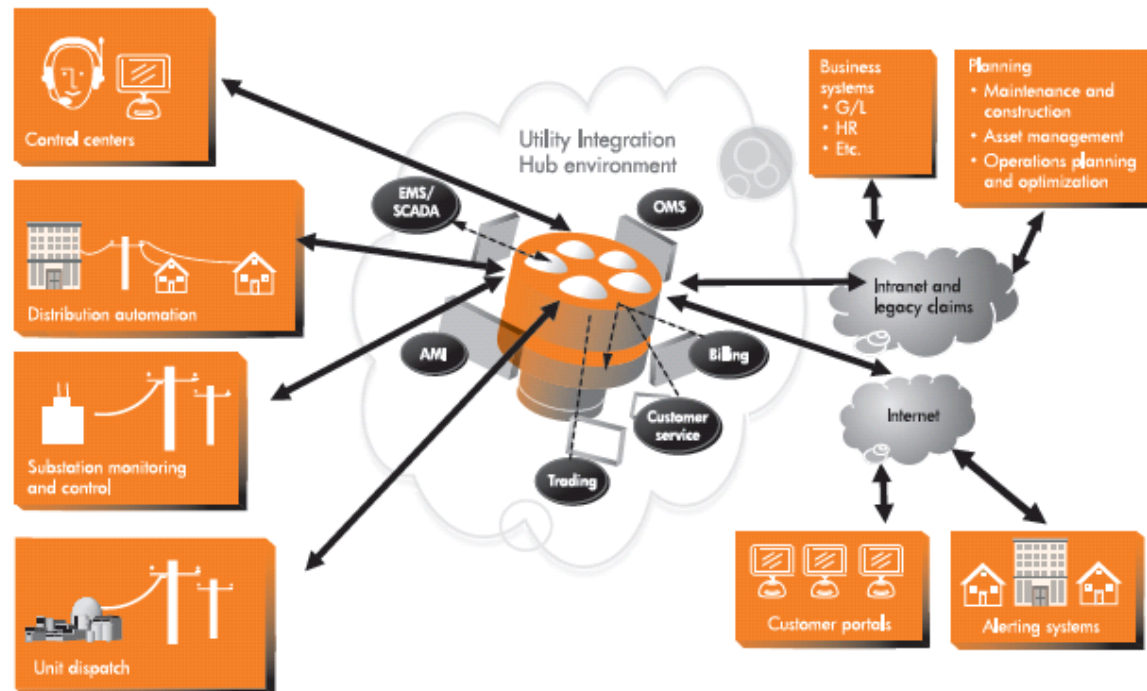 Control centers
Distribution automation
Substation monitoring
and control
Unit dispatch
Utility Integration
Hub environment
EMS/
SCADA
OMS
AMI
Billing
Customer
service
Trading
Business
systems
• G/L
• HR
• Etc.
Planning
• Maintenance and
construction
• Asset management
• Operations planning
and optimization
Intranet and
legacy claims
Internet
Customer portals
Alerting systems